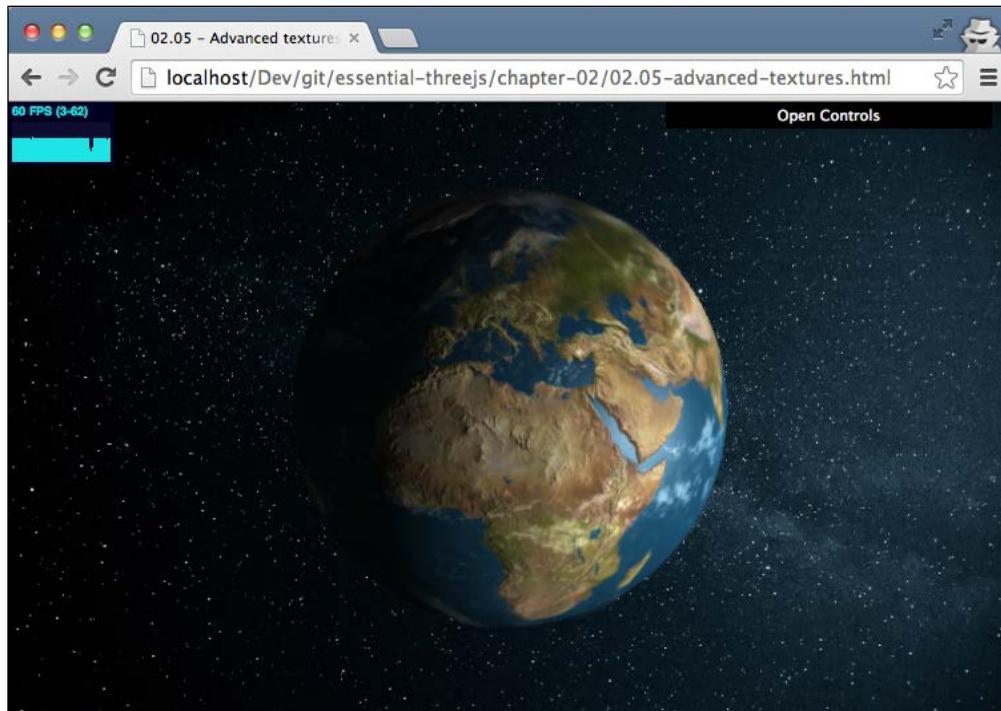 02.05 – Advanced texture
localhost/Dev/git/essential-threejs/chapter-02/02.05-advanced-textures.html
60 FPS (3-62)
Open Controls